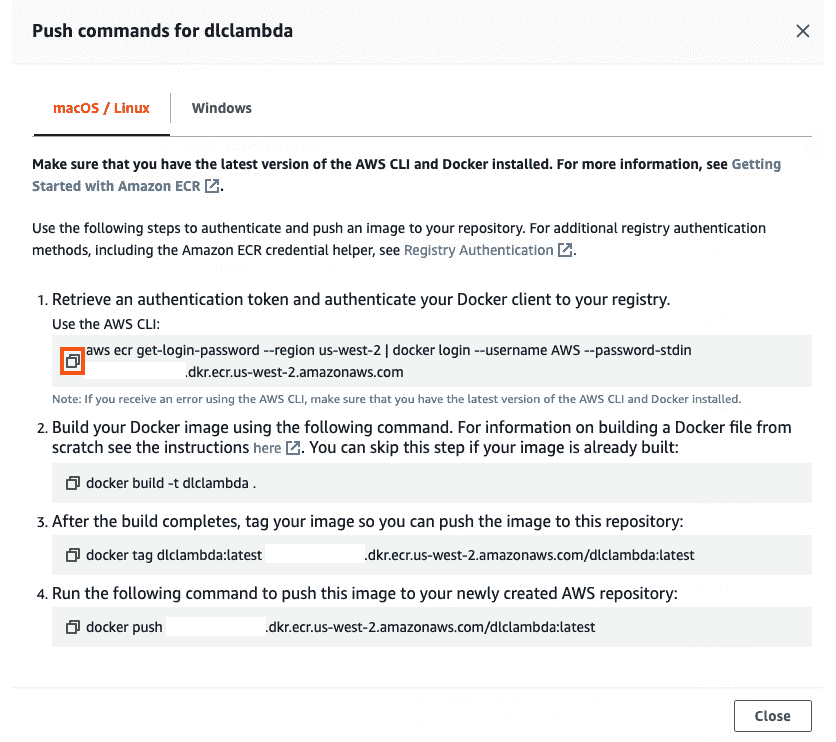 Push commands for dlclambda
macOS / Linux
Windows
Make sure that you have the latest version of the AWS CLI and Docker installed. For more information, see Getting
Started with Amazon ECR.
Use the following steps to authenticate and push an image to your repository. For additional registry authentication
methods, including the Amazon ECR credential helper, see Registry Authentication.
1. Retrieve an authentication token and authenticate your Docker client to your registry.
Use the AWS CLI:
aws ecr get-login-password --region us-west-2 | docker login --username AWS --password-stdin
.dkr.ecr.us-west-2.amazonaws.com
Note: If you receive an error using the AWS CLI, make sure that you have the latest version of the AWS CLI and Docker installed.
2. Build your Docker image using the following command. For information on building a Docker file from
scratch see the instructions here. You can skip this step if your image is already built:
docker build -t dlclambda .
3. After the build completes, tag your image so you can push the image to this repository:
docker tag dlclambda:latest .dkr.ecr.us-west-2.amazonaws.com/dlclambda:latest
4. Run the following command to push this image to your newly created AWS repository:
docker push .dkr.ecr.us-west-2.amazonaws.com/dlclambda:latest
Close